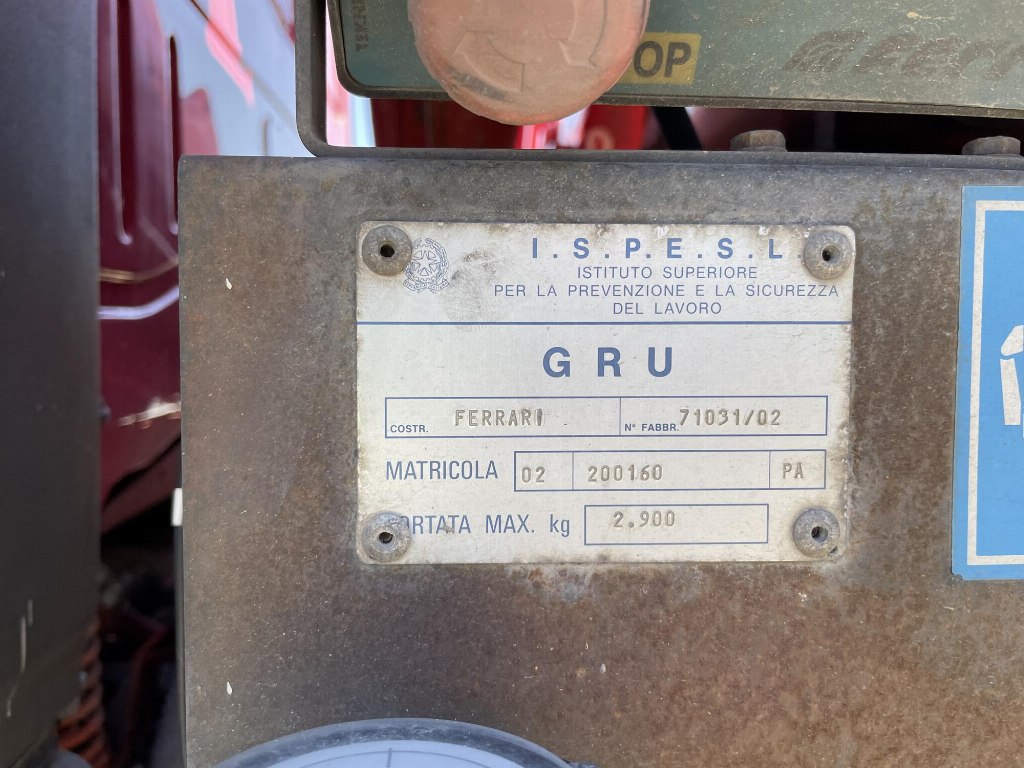 OP
I.S.P.E.S.L.
ISTITUTO SUPERIORE
PER LA PREVENZIONE E LA SICUREZZA
DEL LAVORO
GRU
COSTR. FERRARI N° FABBR. 71031/02
MATRICOLA 02 200160 PA
ORTATA MAX. kg 2.900